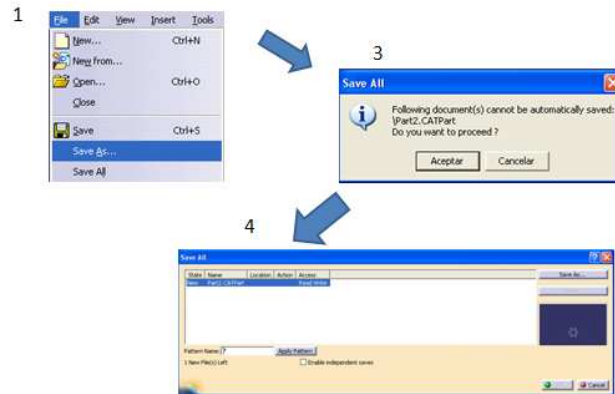 1
File Edit View Insert Tools
New... Ctrl+N
New from...
Open... Ctrl+O
Close
Save Ctrl+S
Save As...
Save All
3
Save All
Following document(s) cannot be automatically saved:
\Part2.CATPart
Do you want to proceed ?
Aceptar Cancelar
4
Save All
State Name Location Action Access
New Part2.CATPart Read Write
Save As...
Pattern Name: ? Apply Pattern
1 New File(s) Left Enable independent saves
Cancel